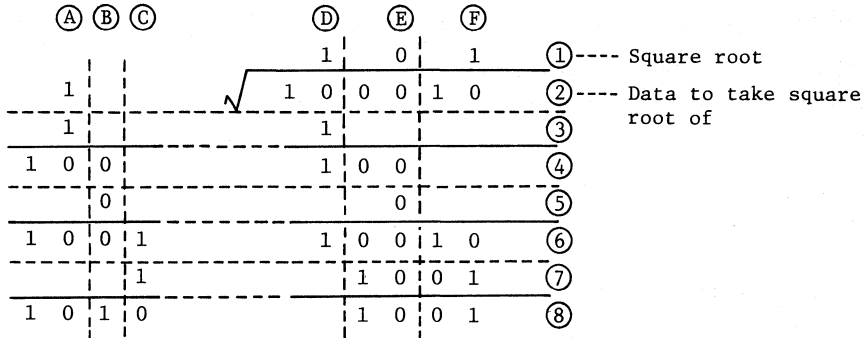 Ⓐ Ⓑ Ⓒ Ⓓ Ⓔ Ⓕ
1 0 1 ① ---- Square root
1 √ 1 0 0 0 1 0 ② ---- Data to take square
root of
1 1 ③
1 0 0 1 0 0 ④
0 0 ⑤
1 0 0 1 1 0 0 1 0 ⑥
1 1 0 0 1 ⑦
1 0 1 0 1 0 0 1 ⑧